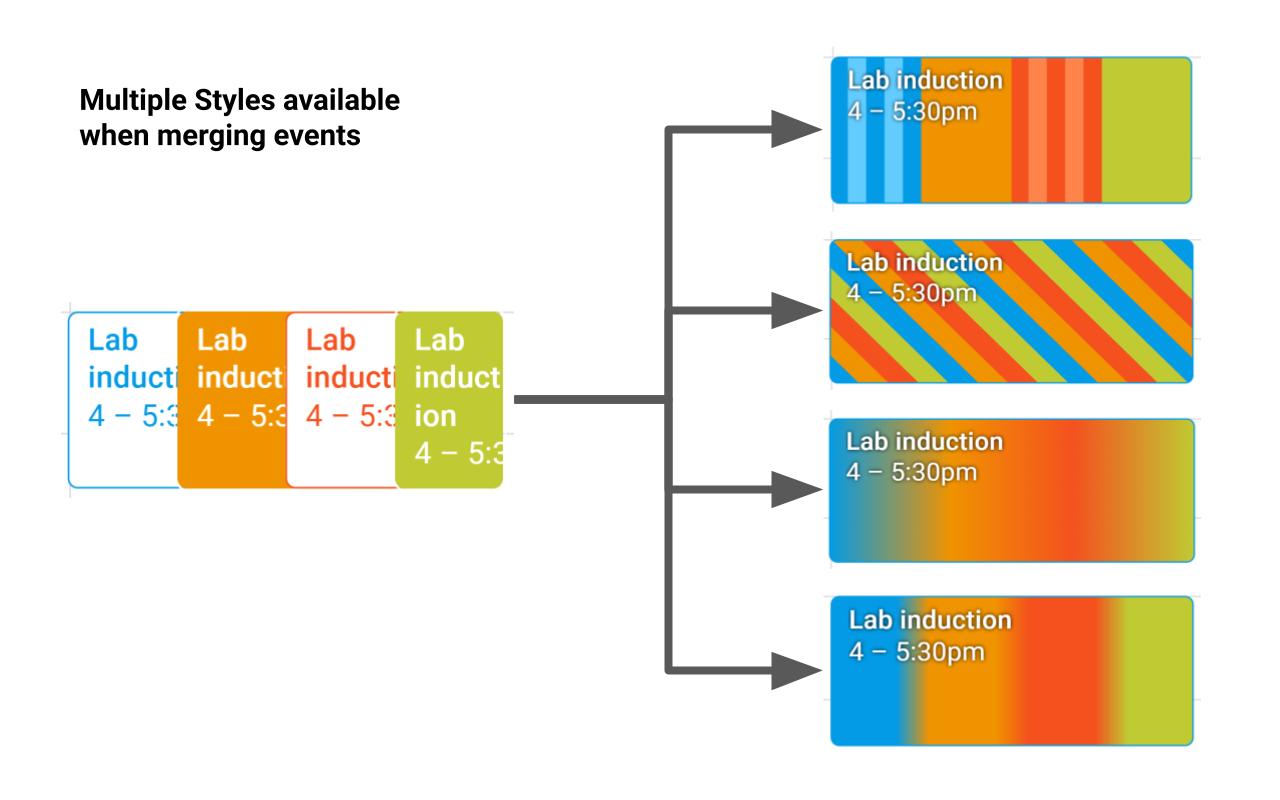 Multiple Styles available
when merging events
Lab
inducti
4 – 5:3
Lab
inducti
4 – 5:3
Lab
inducti
4 – 5:3
Lab
induct
ion
4 – 5:3
Lab induction
4 – 5:30pm
Lab induction
4 – 5:30pm
Lab induction
4 – 5:30pm
Lab induction
4 – 5:30pm